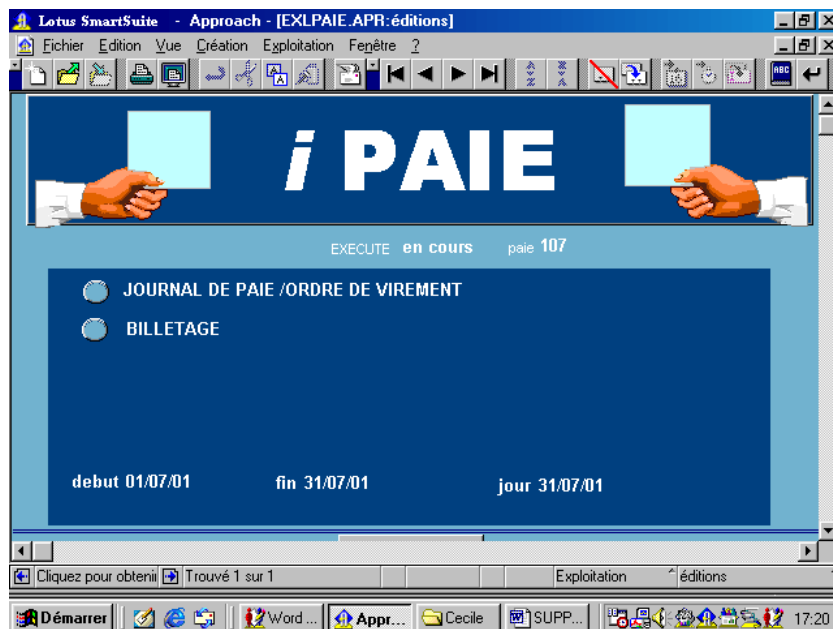 Lotus SmartSuite - Approach - [EXLPAIE.APR:éditions]
Fichier Edition Vue Création Exploitation Fenêtre ?
ABC
i PAIE
EXECUTE en cours paie 107
JOURNAL DE PAIE /ORDRE DE VIREMENT
BILLETAGE
debut 01/07/01 fin 31/07/01 jour 31/07/01
Cliquez pour obtenii Trouvé 1 sur 1 Exploitation éditions
Démarrer Word ... Appr... Cecile SUPP... 17:20